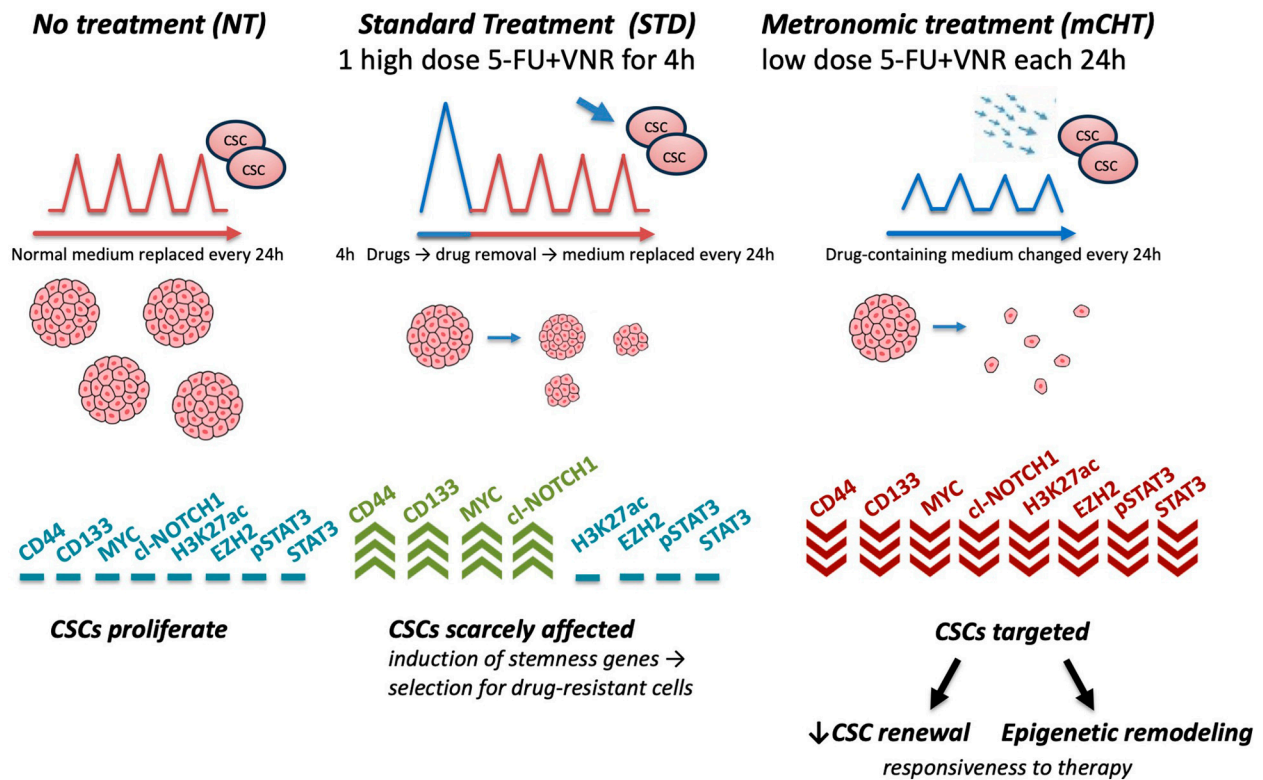 No treatment (NT)
Standard Treatment (STD)
1 high dose 5-FU+VNR for 4h
Metronomic treatment (mCHT)
low dose 5-FU+VNR each 24h
CSC
CSC
CSC
CSC
CSC
CSC
Normal medium replaced every 24h
4h Drugs → drug removal → medium replaced every 24h
Drug-containing medium changed every 24h
CD44
CD133
MYC
cl-NOTCH1
H3K27ac
EZH2
pSTAT3
STAT3
CD44
CD133
MYC
cl-NOTCH1
H3K27ac
EZH2
pSTAT3
STAT3
CD44
CD133
MYC
cl-NOTCH1
H3K27ac
EZH2
pSTAT3
STAT3
CSCs proliferate
CSCs scarcely affected
induction of stemness genes →
selection for drug-resistant cells
CSCs targeted
↓CSC renewal
Epigenetic remodeling
responsiveness to therapy